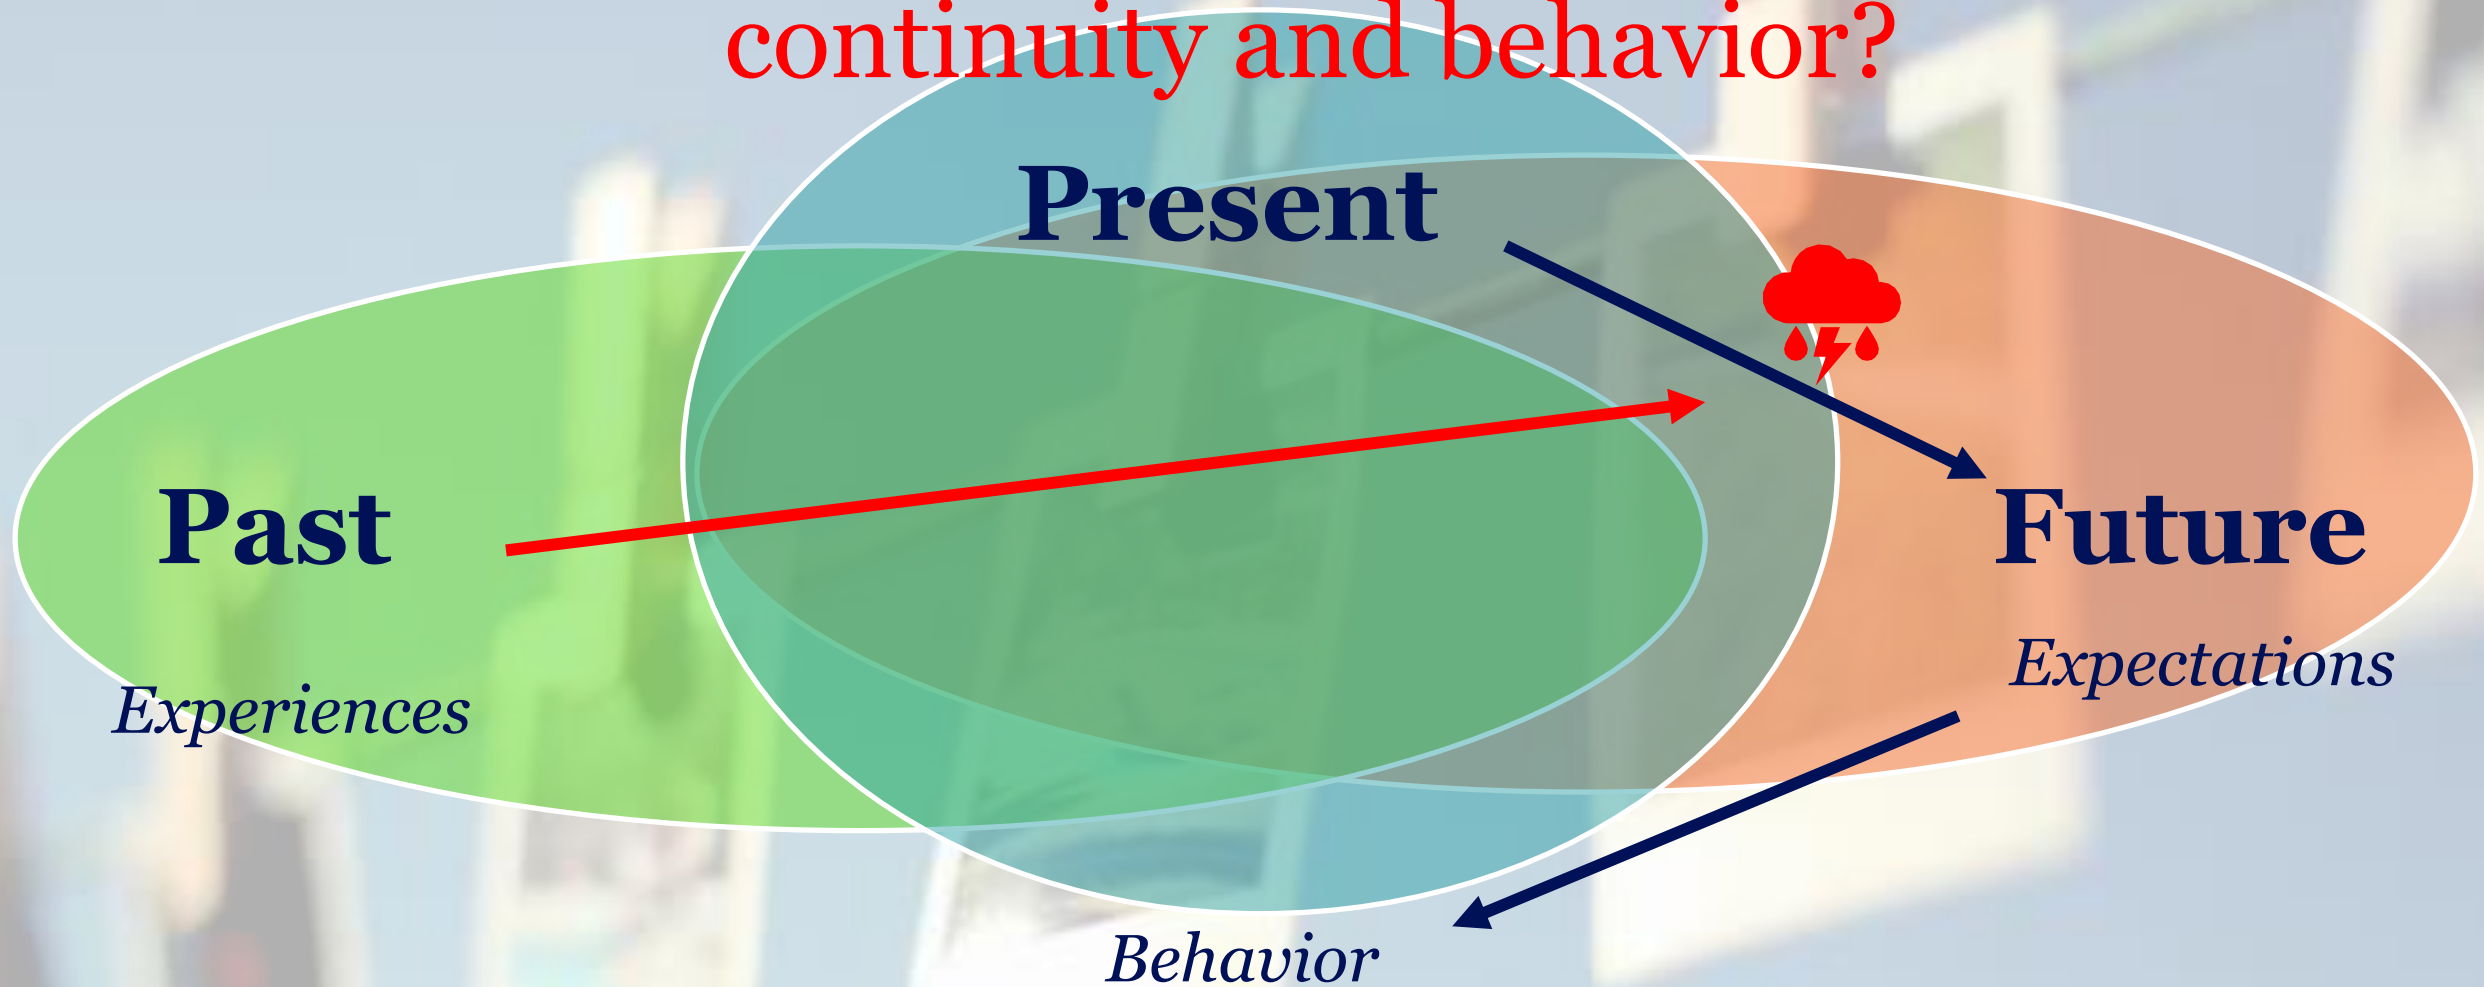 continuity and behavior?
Present
Past
Future
Expectations
Experiences
Behavior